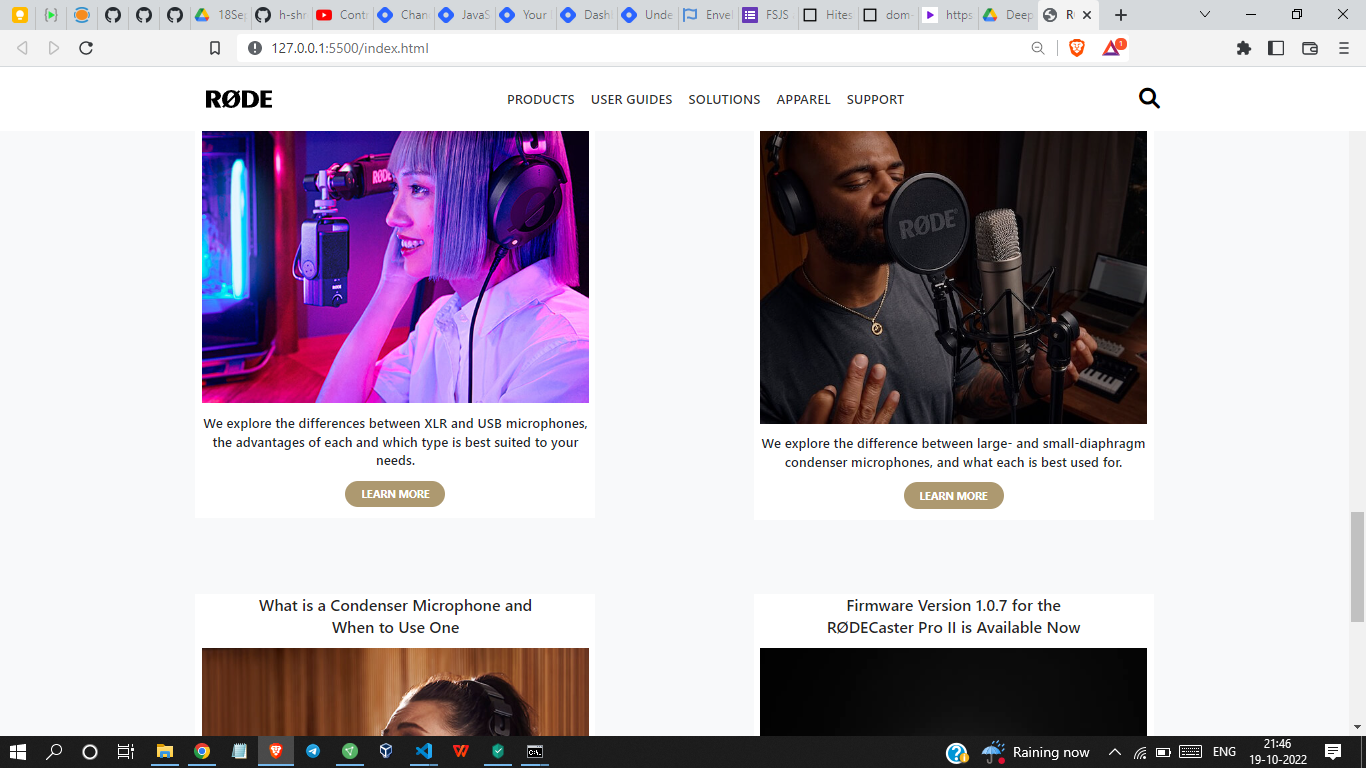 18Sep
h-shr
Cont
Chan
JavaS
Your
Dash
Unde
Enve
FSJS
Hites
dom-
https
Deep
127.0.0.1:5500/index.html
1
RØDE
PRODUCTS USER GUIDES SOLUTIONS APPAREL SUPPORT
RØDE
RØDE
We explore the differences between XLR and USB microphones,
the advantages of each and which type is best suited to your
needs.
LEARN MORE
We explore the difference between large- and small-diaphragm
condenser microphones, and what each is best used for.
LEARN MORE
What is a Condenser Microphone and
When to Use One
Firmware Version 1.0.7 for the
RØDECaster Pro II is Available Now
Raining now
ENG
21:46
19-10-2022